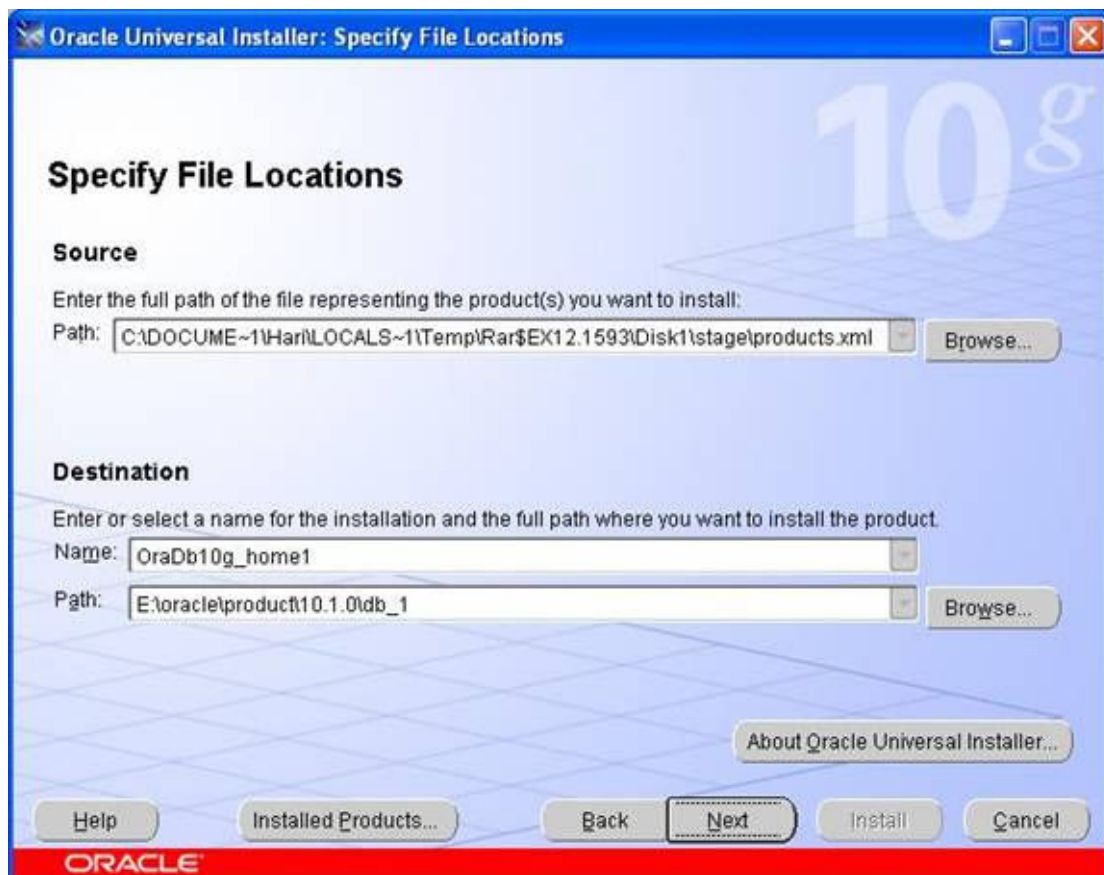 Oracle Universal Installer: Specify File Locations
10g
Specify File Locations
Source
Enter the full path of the file representing the product(s) you want to install:
Path: C:\DOCUME~1\Hari\LOCALS~1\Temp\Rar$EX12.1593\Disk1\stage\products.xml Browse...
Destination
Enter or select a name for the installation and the full path where you want to install the product.
Name: OraDb10g_home1
Path: E:\oracle\product\10.1.0\db_1 Browse...
About Oracle Universal Installer...
Help Installed Products... Back Next Install Cancel
ORACLE